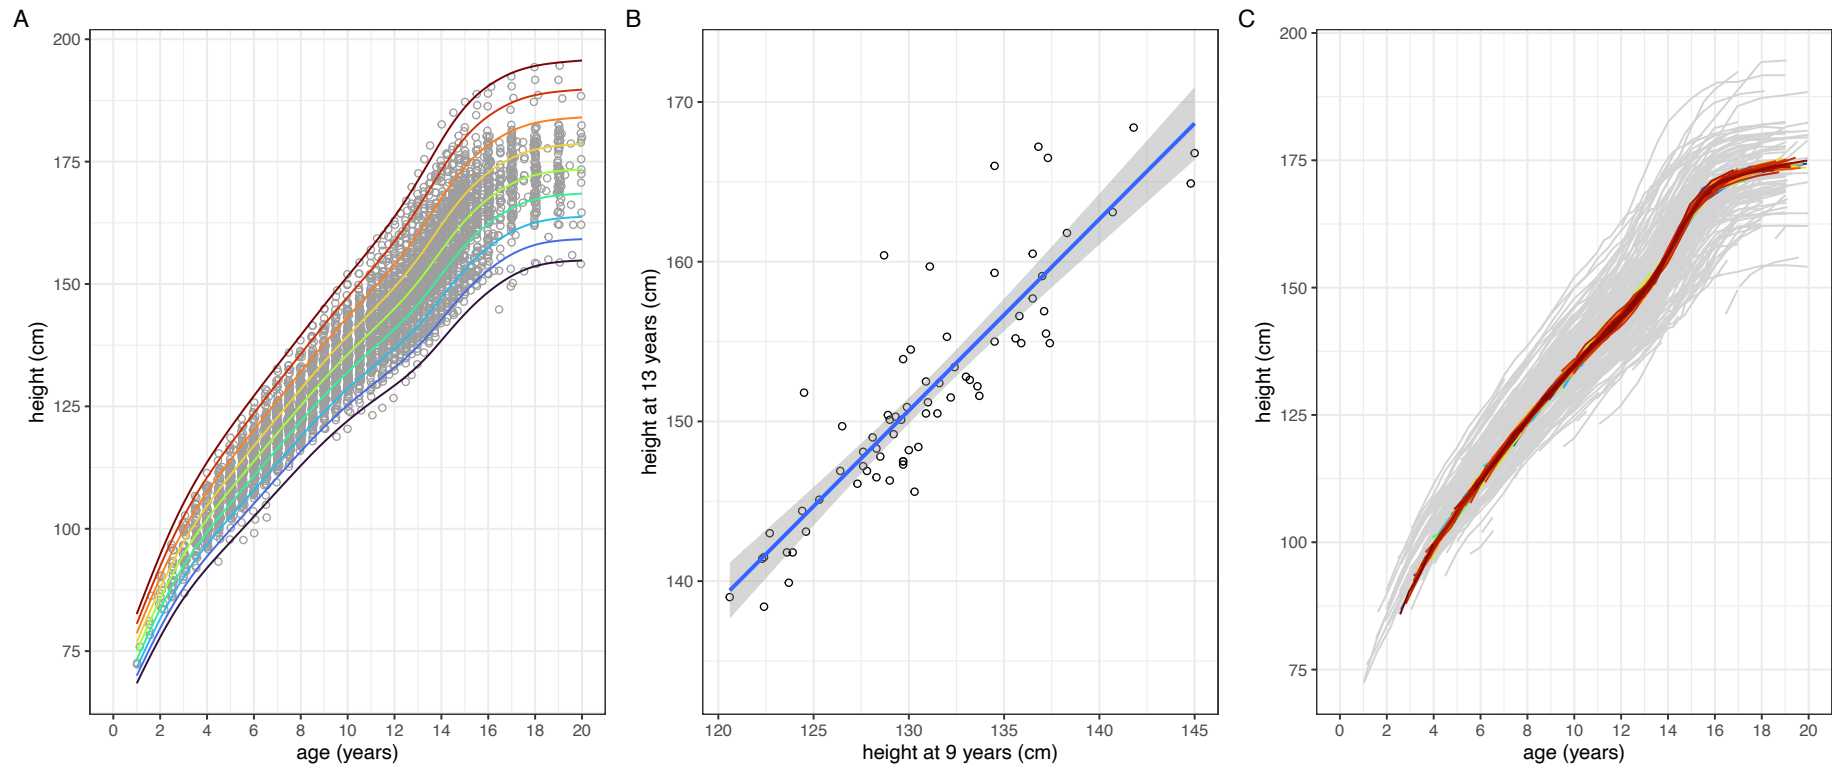 A
200
175
150
125
100
75
height (cm)
0 2 4 6 8 10 12 14 16 18 20
age (years)
B
170
160
150
140
height at 13 years (cm)
120 125 130 135 140 145
height at 9 years (cm)
C
200
175
150
125
100
75
height (cm)
0 2 4 6 8 10 12 14 16 18 20
age (years)